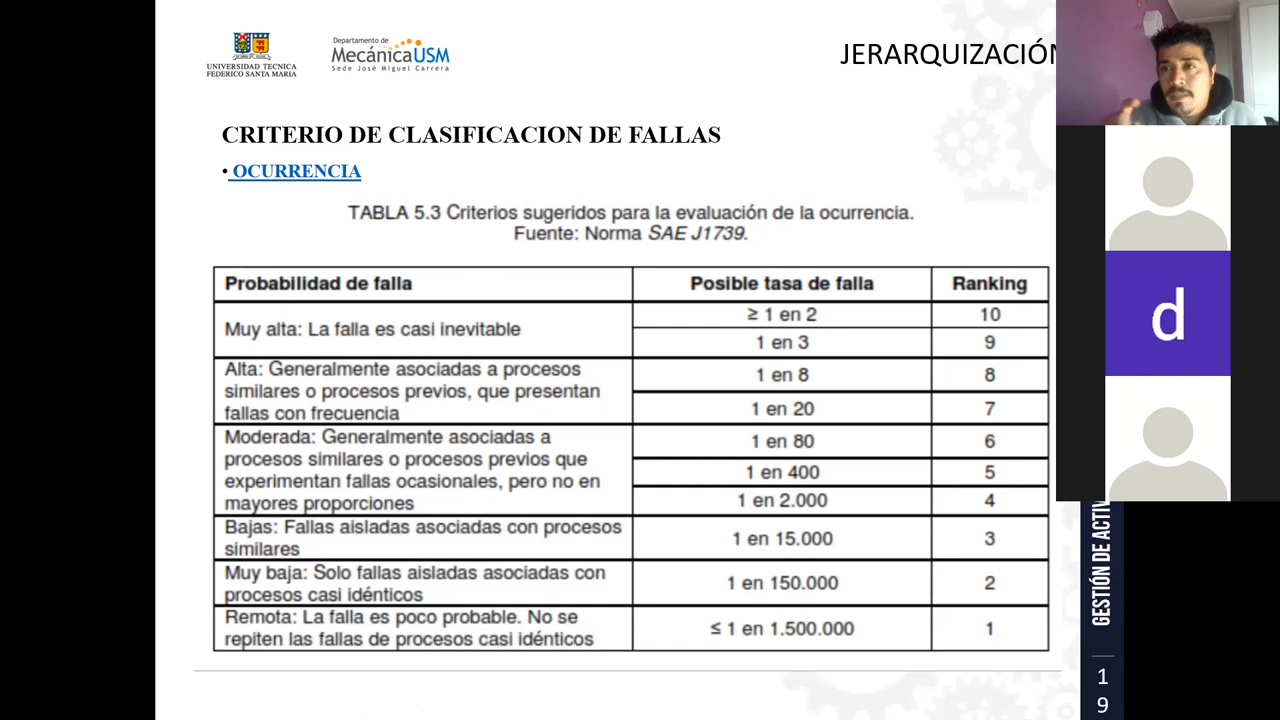 UNIVERSIDAD TECNICA
FEDERICO SANTA MARIA
Departamento de
MecánicaUSM
Sede José Miguel Carrera
JERARQUIZACIÓN
CRITERIO DE CLASIFICACION DE FALLAS
• OCURRENCIA
TABLA 5.3 Criterios sugeridos para la evaluación de la ocurrencia.
Fuente: Norma SAE J1739.
Probabilidad de falla Posible tasa de falla Ranking
Muy alta: La falla es casi inevitable
≥ 1 en 2 10
1 en 3 9
Alta: Generalmente asociadas a procesos
similares o procesos previos, que presentan
fallas con frecuencia
1 en 8 8
1 en 20 7
Moderada: Generalmente asociadas a
procesos similares o procesos previos que
experimentan fallas ocasionales, pero no en
mayores proporciones
1 en 80 6
1 en 400 5
1 en 2.000 4
Bajas: Fallas aisladas asociadas con procesos
similares
1 en 15.000 3
Muy baja: Solo fallas aisladas asociadas con
procesos casi idénticos
1 en 150.000 2
Remota: La falla es poco probable. No se
repiten las fallas de procesos casi idénticos
≤ 1 en 1.500.000 1
d
GESTIÓN DE ACTIV
1
9